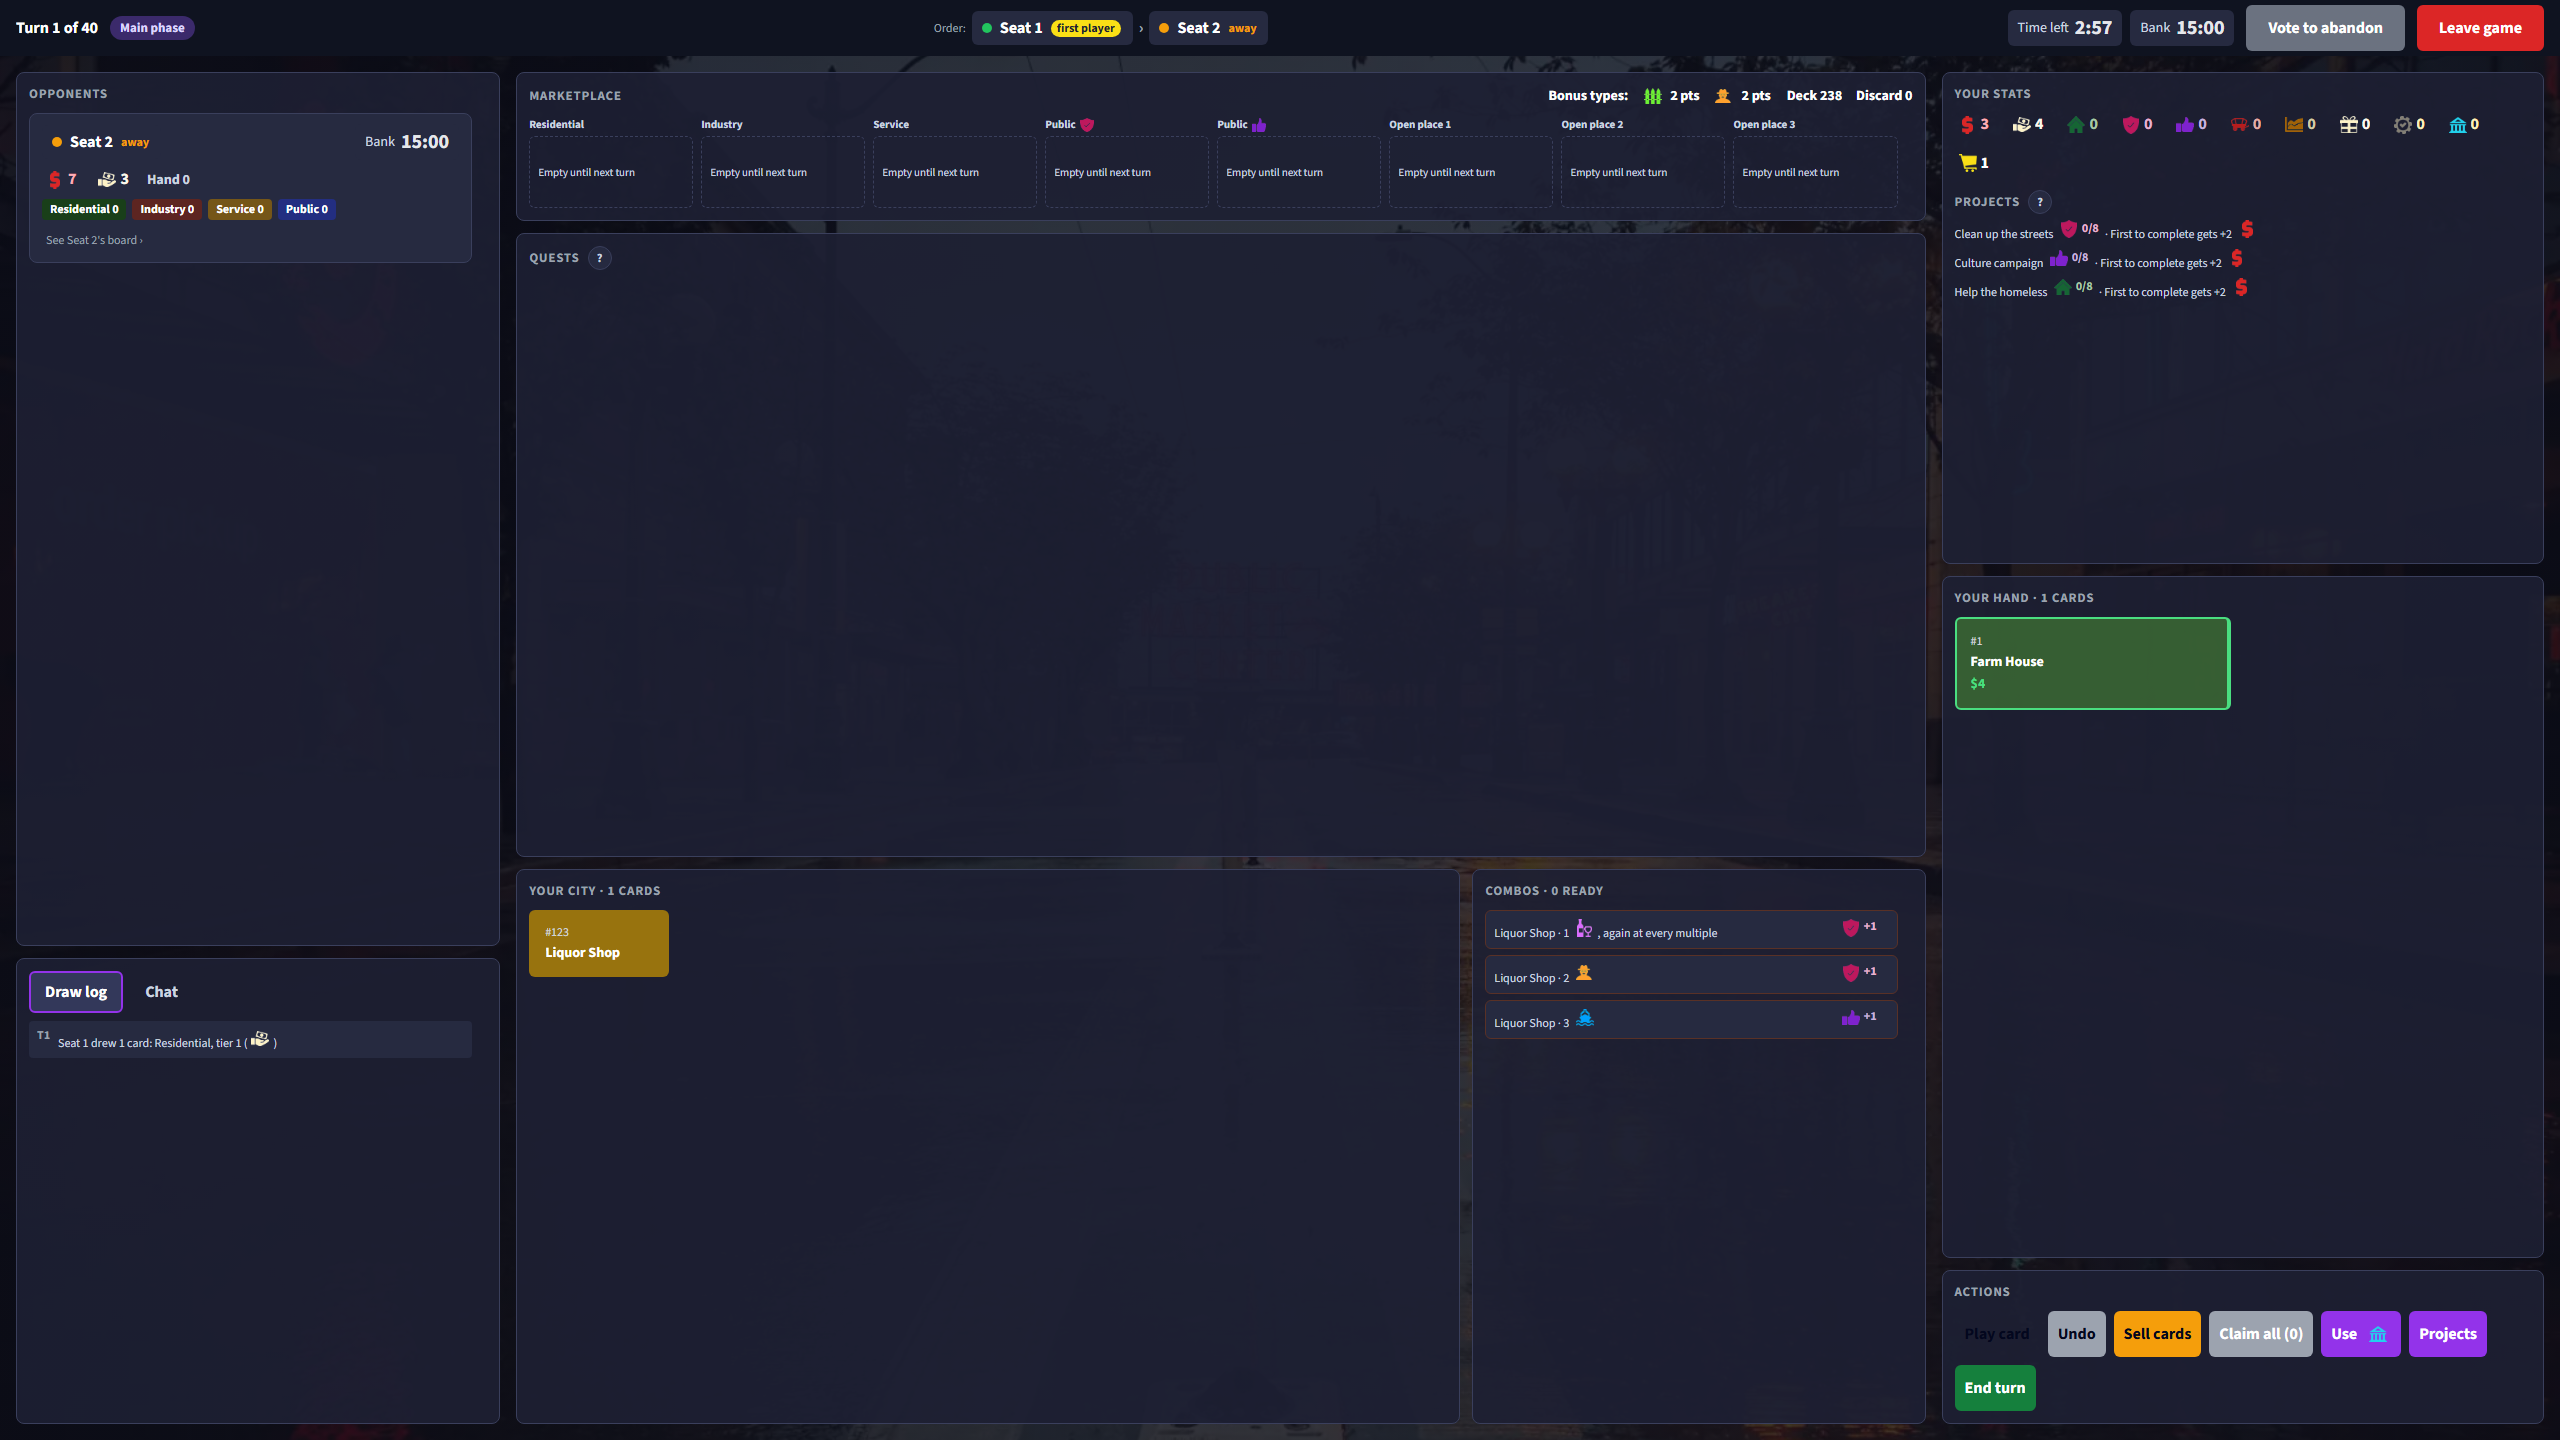 Turn 1 of 40 Main phase
Order: Seat 1 first player › Seat 2 away
Time left 2:57 Bank 15:00 Vote to abandon Leave game
OPPONENTS
Seat 2 away Bank 15:00
7 3 Hand 0
Residential 0 Industry 0 Service 0 Public 0
See Seat 2's board ›
Draw log Chat
T1 Seat 1 drew 1 card: Residential, tier 1 ( )
MARKETPLACE
Bonus types: 2 pts 2 pts Deck 238 Discard 0
Residential Industry Service Public Public Open place 1 Open place 2 Open place 3
Empty until next turn Empty until next turn Empty until next turn Empty until next turn Empty until next turn Empty until next turn Empty until next turn Empty until next turn
QUESTS ?
YOUR CITY · 1 CARDS
#123
Liquor Shop
COMBOS · 0 READY
Liquor Shop · 1 , again at every multiple +1
Liquor Shop · 2 +1
Liquor Shop · 3 +1
YOUR STATS
$ 3 4 0 0 0 0 0 0 0 0
1
PROJECTS ?
Clean up the streets 0/8 · First to complete gets +2 $
Culture campaign 0/8 · First to complete gets +2 $
Help the homeless 0/8 · First to complete gets +2 $
YOUR HAND · 1 CARDS
#1
Farm House
$4
ACTIONS
Play card Undo Sell cards Claim all (0) Use Projects
End turn